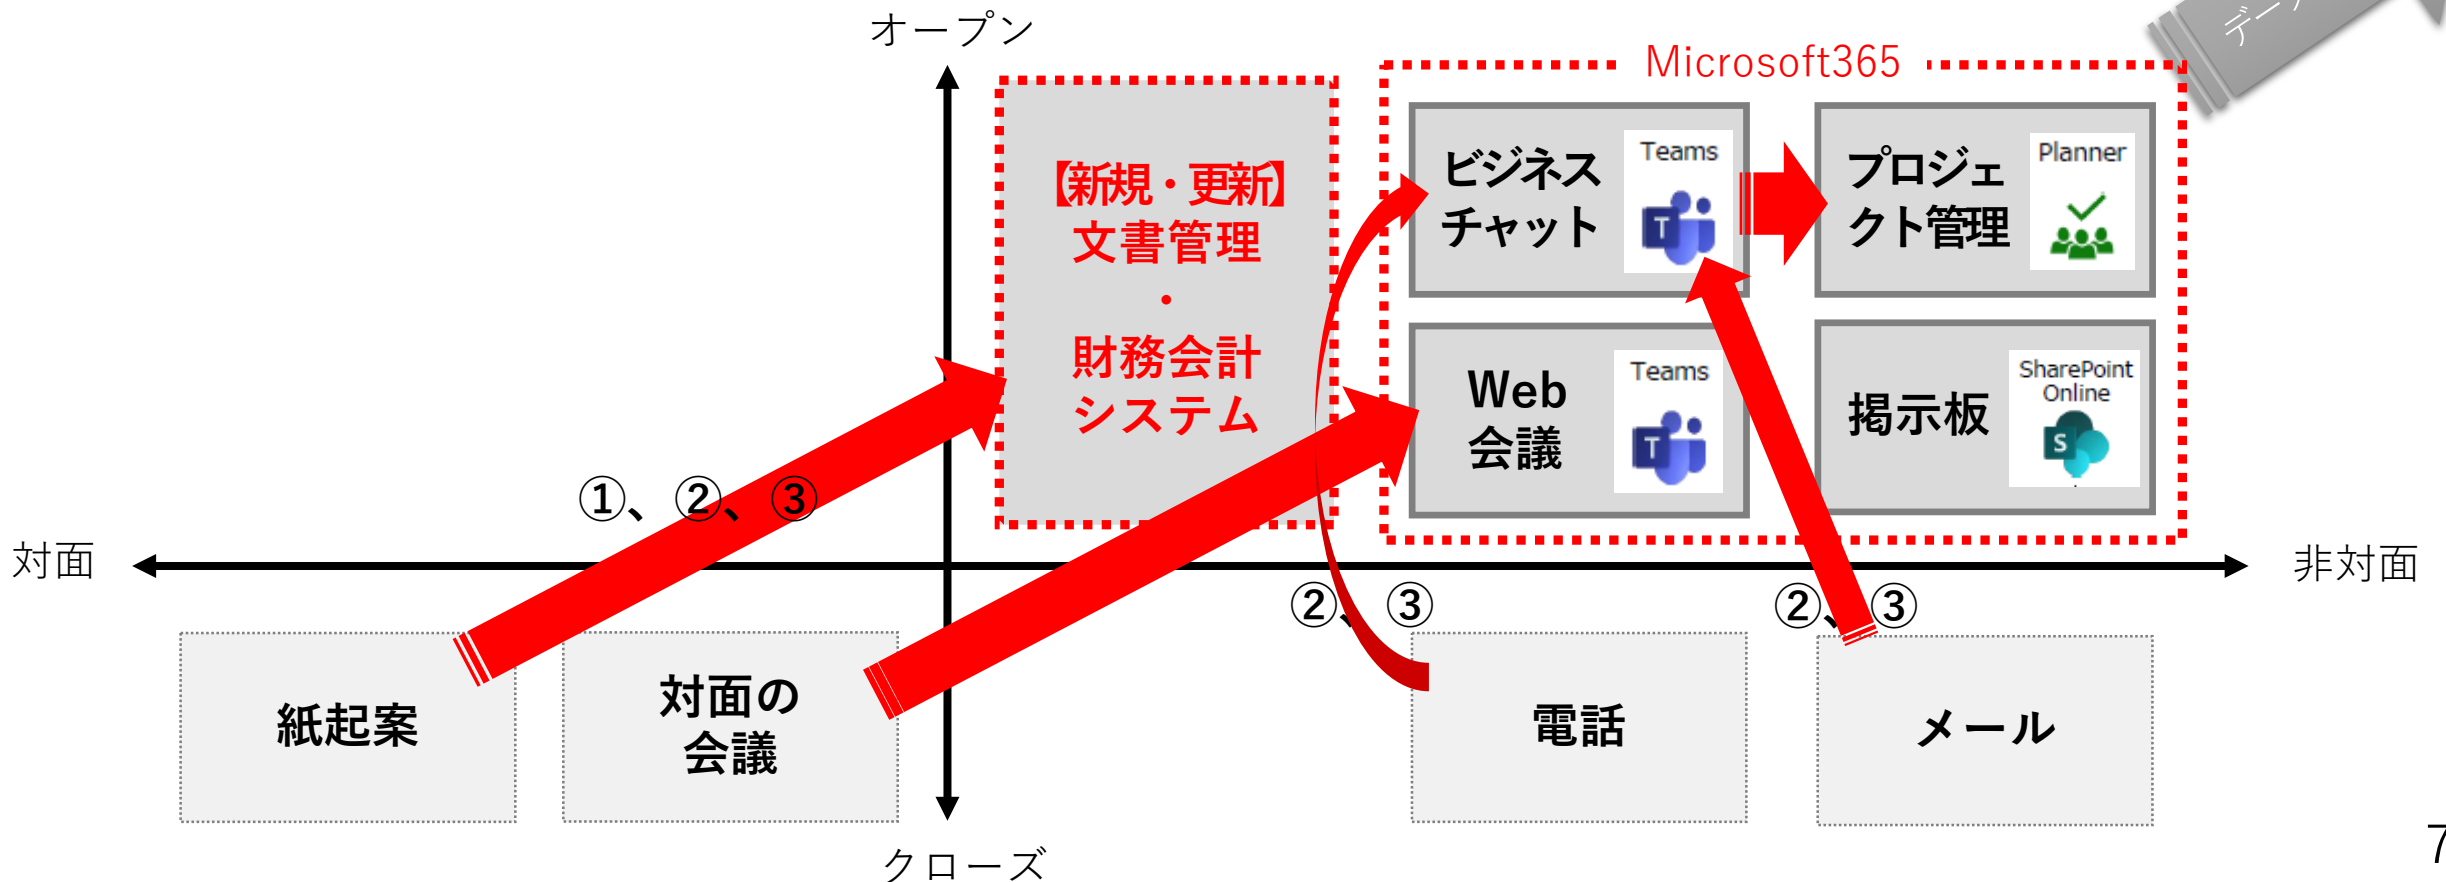 オープン
データ
Microsoft365
【新規・更新】
文書管理
・
財務会計
システム
ビジネス
チャット
Teams
プロジェ
クト管理
Planner
Web
会議
Teams
掲示板
SharePoint
Online
①、②、③
対面
非対面
②、③
②、③
紙起案
対面の
会議
電話
メール
クローズ
7